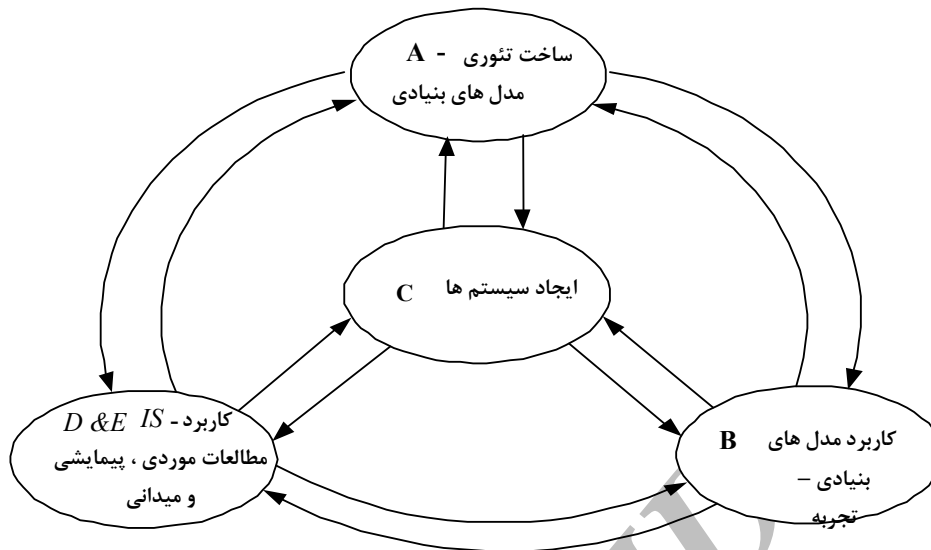 ساخت تئوری - A
مدل های بنیادی
ایجاد سیستم ها C
کاربرد - D &E IS
مطالعات موردی ، پیمایشی
و میدانی
کاربرد مدل های B
بنیادی –
تجربه